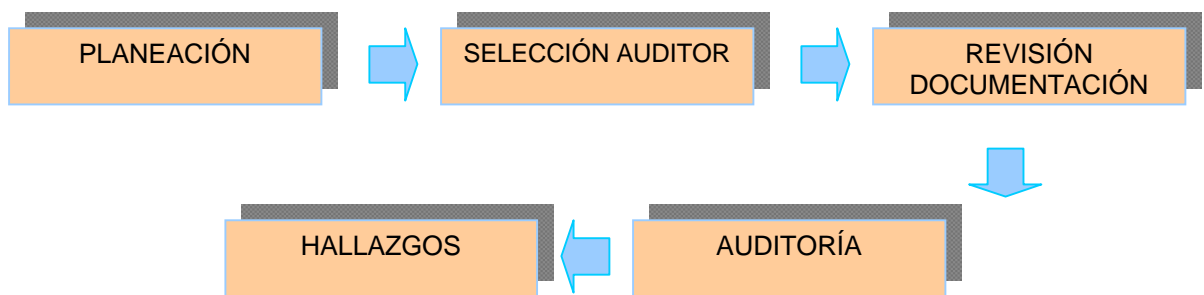 PLANEACIÓN
SELECCIÓN AUDITOR
REVISIÓN
DOCUMENTACIÓN
AUDITORÍA
HALLAZGOS